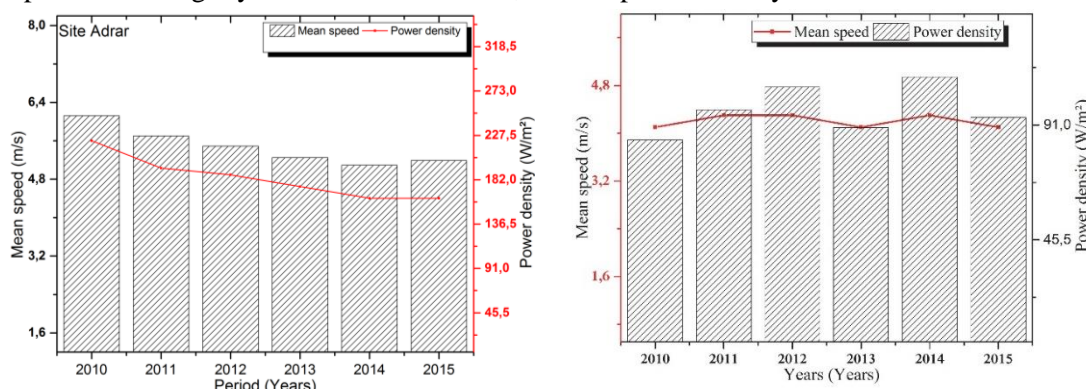 Site Adrar
Mean speed
Power density
8,0
6,4
4,8
3,2
1,6
Mean speed (m/s)
318,5
273,0
227,5
182,0
136,5
91,0
45,5
Power density (W/m²)
2010 2011 2012 2013 2014 2015
Period (Years)
Mean speed
Power density
4,8
3,2
1,6
Mean speed (m/s)
91,0
45,5
Power density (W/m²)
2010 2011 2012 2013 2014 2015
Years (Years)